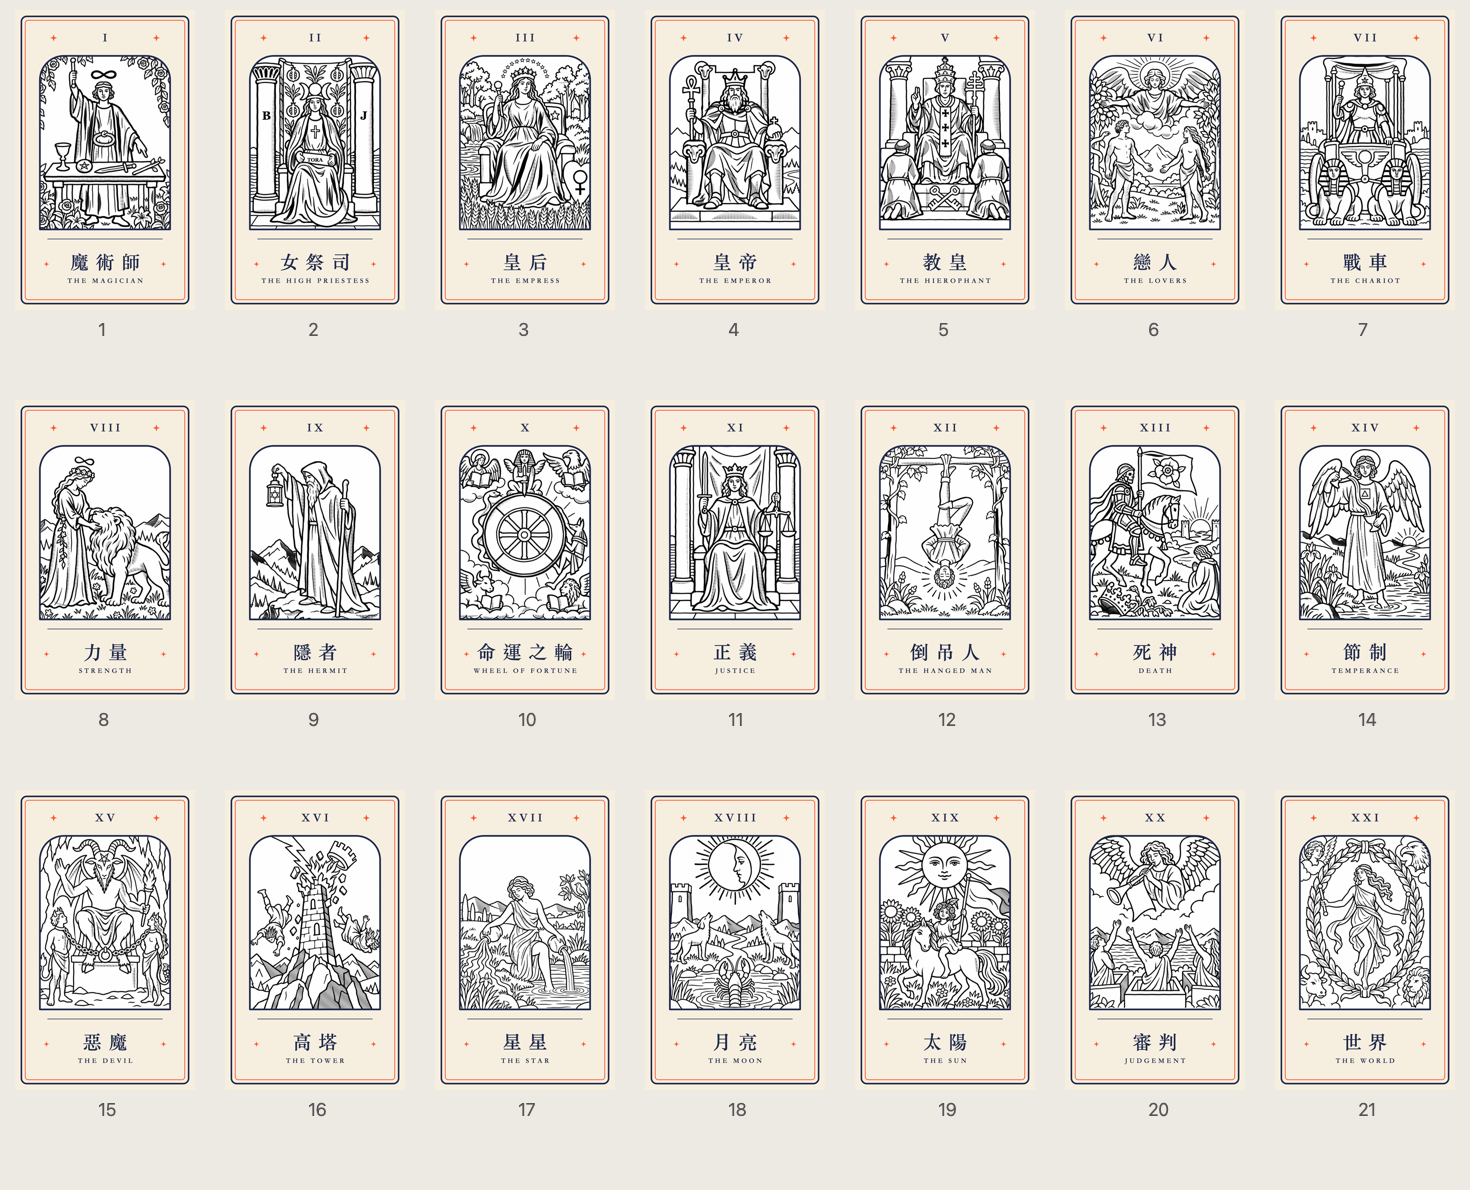 I
B
J
TORA
魔術師
THE MAGICIAN
1
II
女祭司
THE HIGH PRIESTESS
2
III
皇后
THE EMPRESS
3
IV
皇帝
THE EMPEROR
4
V
教皇
THE HIEROPHANT
5
VI
戀人
THE LOVERS
6
VII
戰車
THE CHARIOT
7
VIII
力量
STRENGTH
8
IX
隱者
THE HERMIT
9
X
命運之輪
WHEEL OF FORTUNE
10
XI
正義
JUSTICE
11
XII
倒吊人
THE HANGED MAN
12
XIII
死神
DEATH
13
XIV
節制
TEMPERANCE
14
XV
惡魔
THE DEVIL
15
XVI
高塔
THE TOWER
16
XVII
星星
THE STAR
17
XVIII
月亮
THE MOON
18
XIX
太陽
THE SUN
19
XX
審判
JUDGEMENT
20
XXI
世界
THE WORLD
21